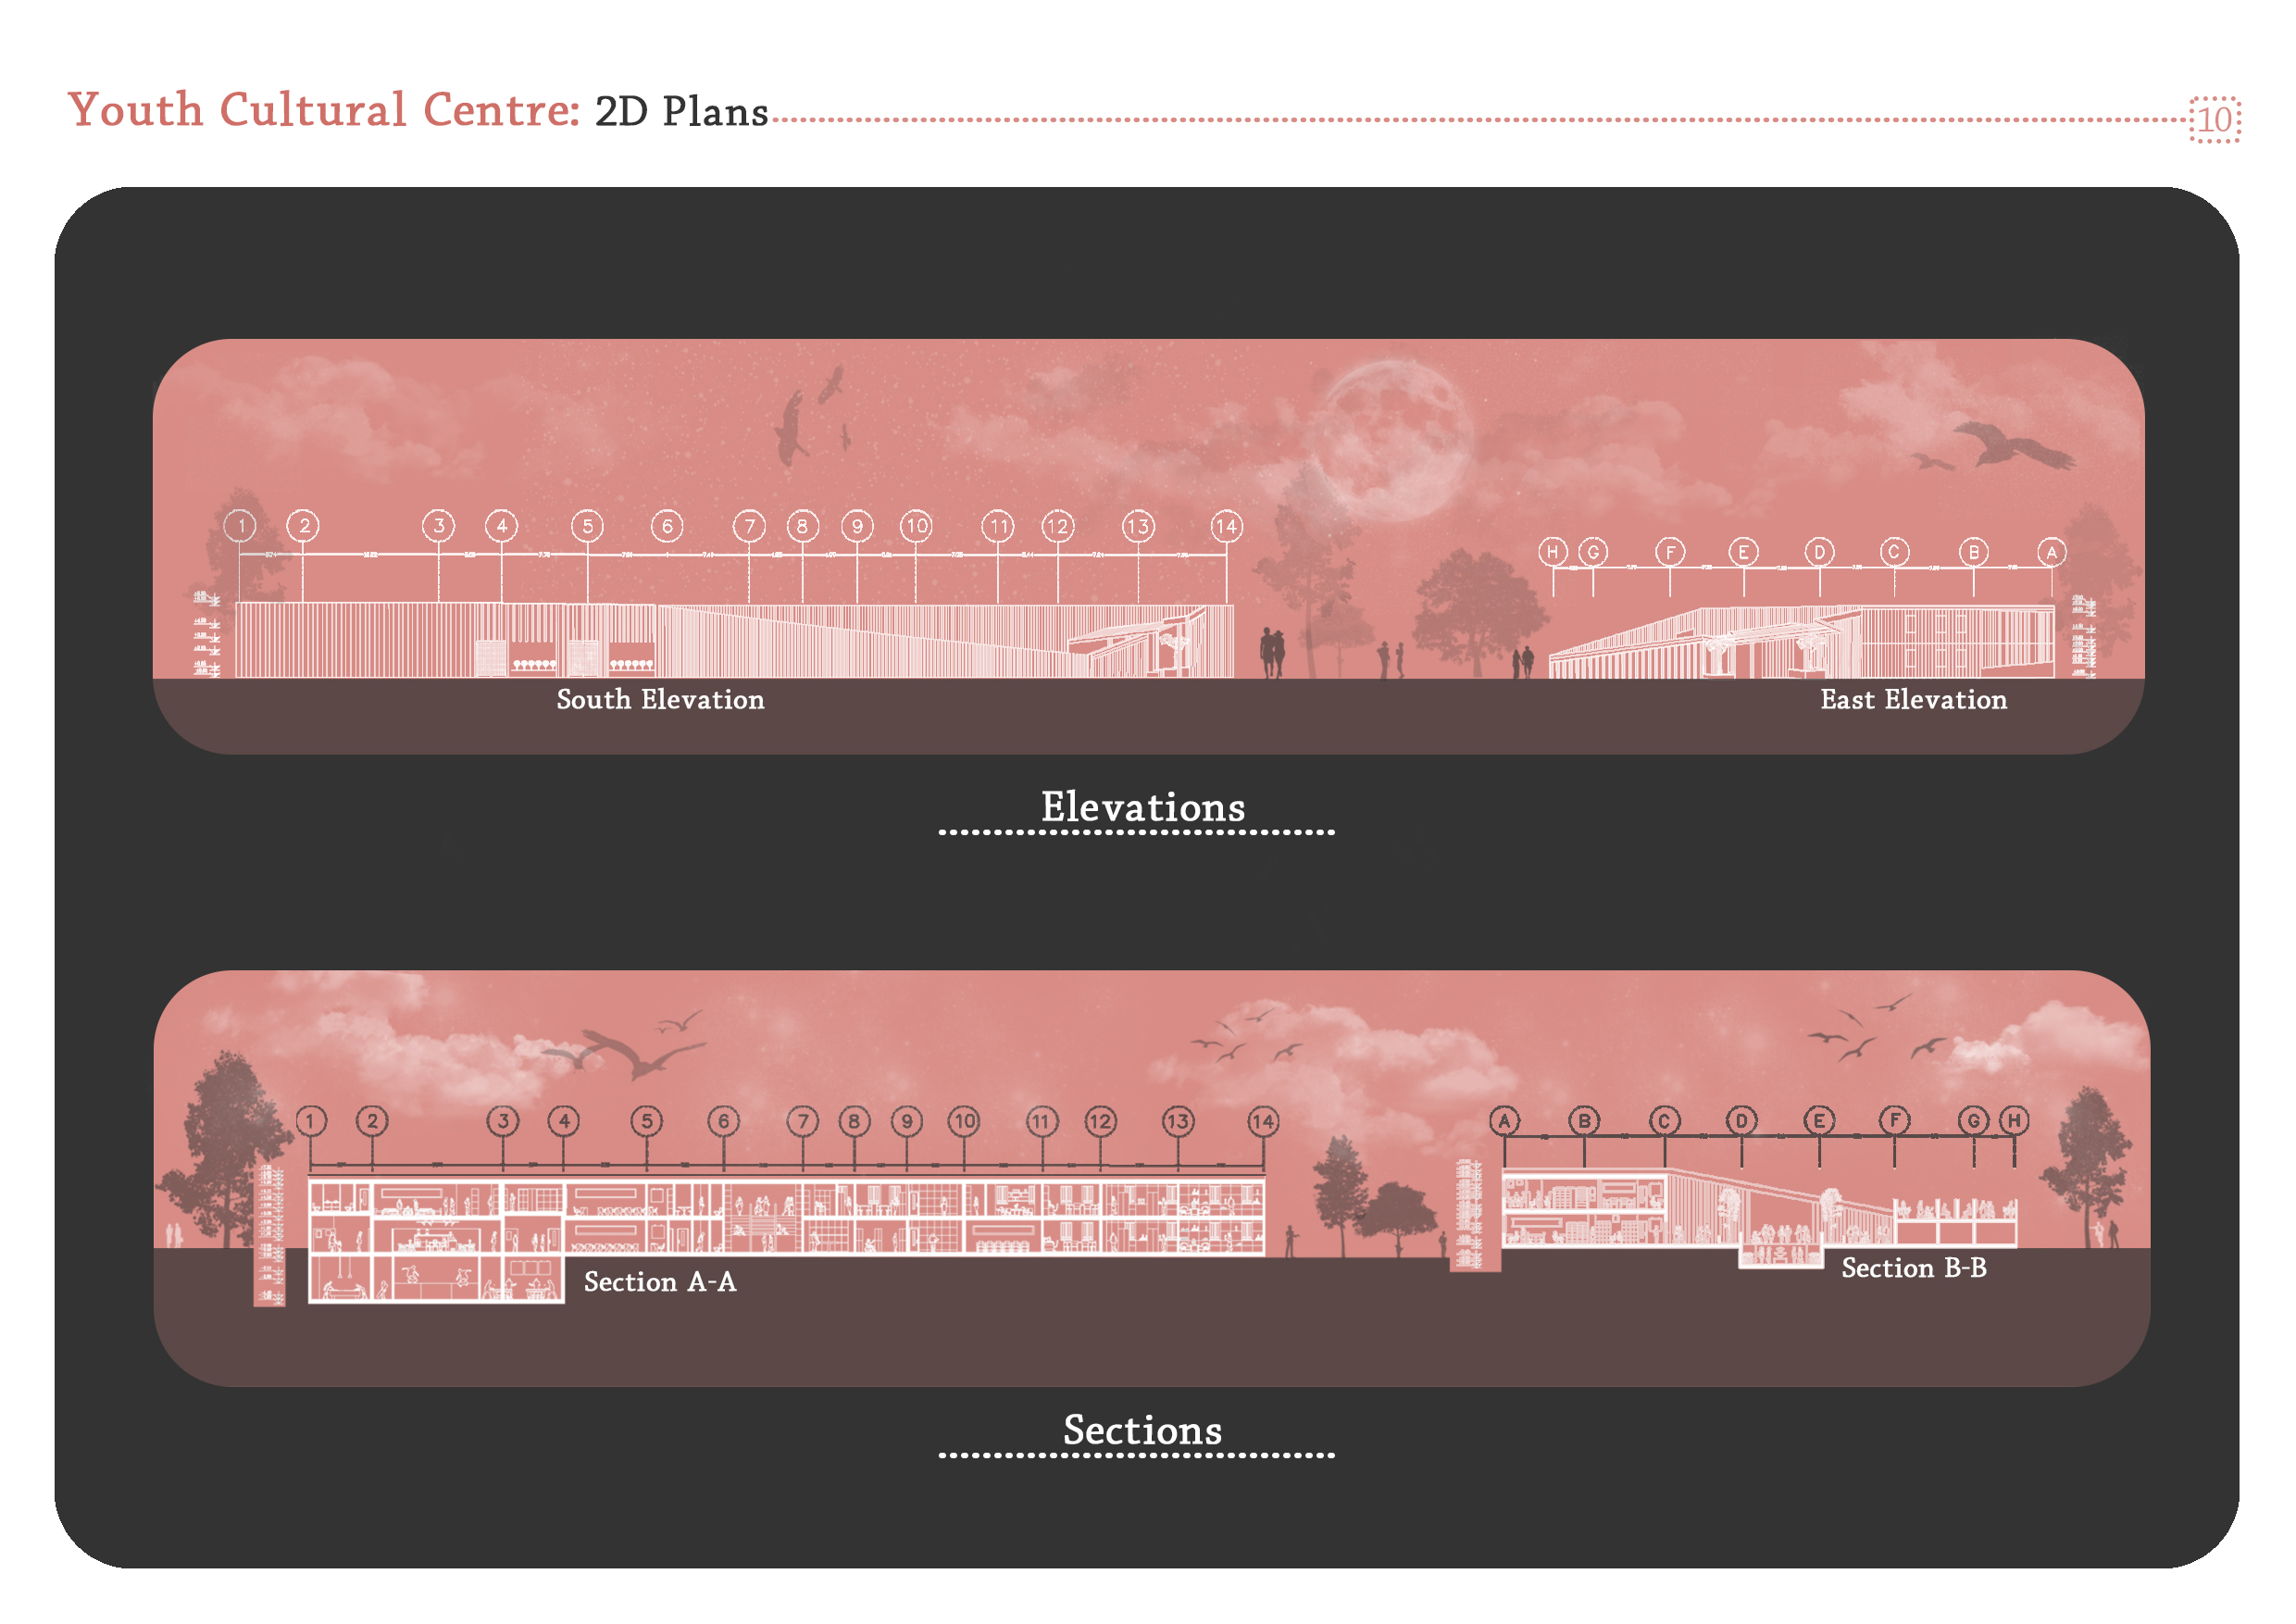 Youth Cultural Centre: 2D Plans
10
1 2 3 4 5 6 7 8 9 10 11 12 13 14
H G F E D C B A
South Elevation
East Elevation
Elevations
1 2 3 4 5 6 7 8 9 10 11 12 13 14
A B C D E F G H
Section A-A
Section B-B
Sections